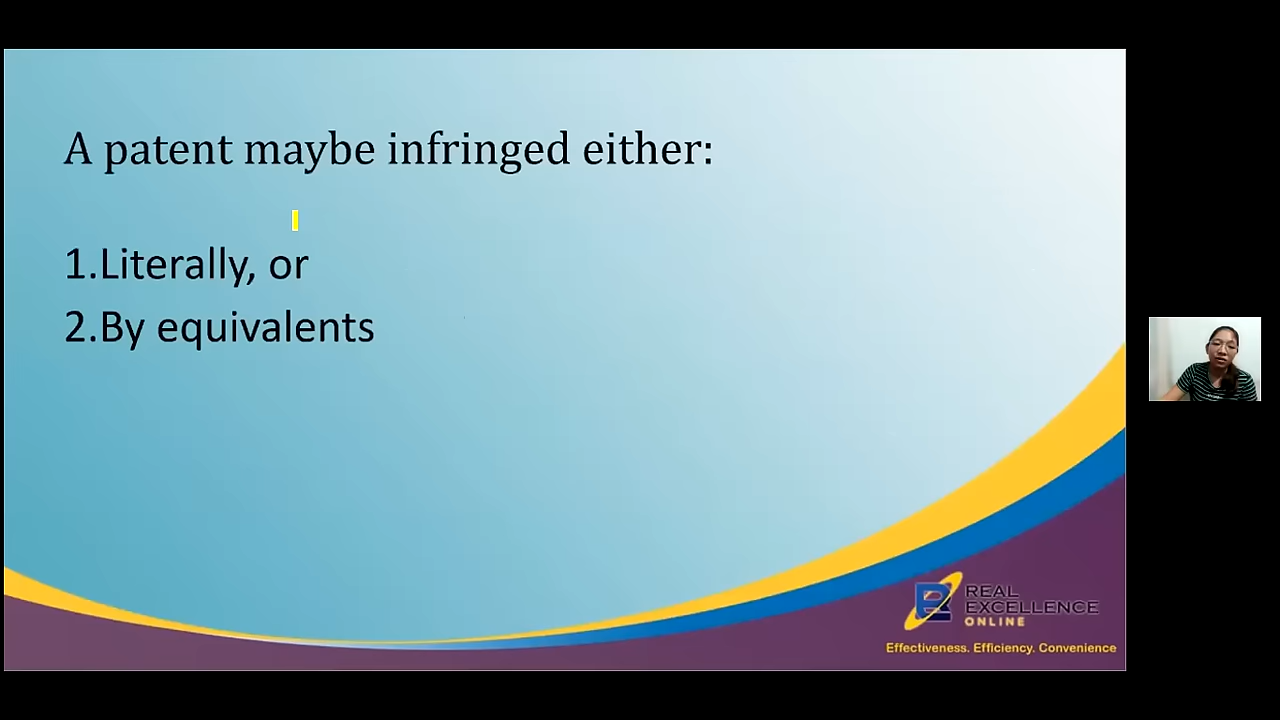 A patent maybe infringed either:
1.Literally, or
2.By equivalents
REAL
EXCELLENCE
ONLINE
Effectiveness. Efficiency. Convenience